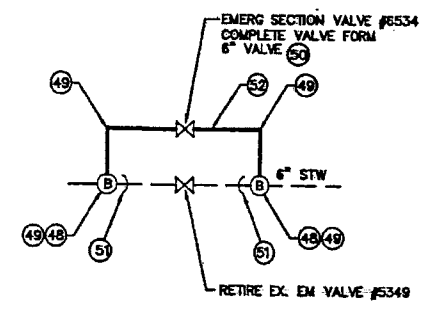 EMERG SECTION VALVE #6534
COMPLETE VALVE FORM
6" VALVE 50
49
52
49
B
B
6" STW
49 48
51
51
48 49
RETIRE EX. EM VALVE #5349